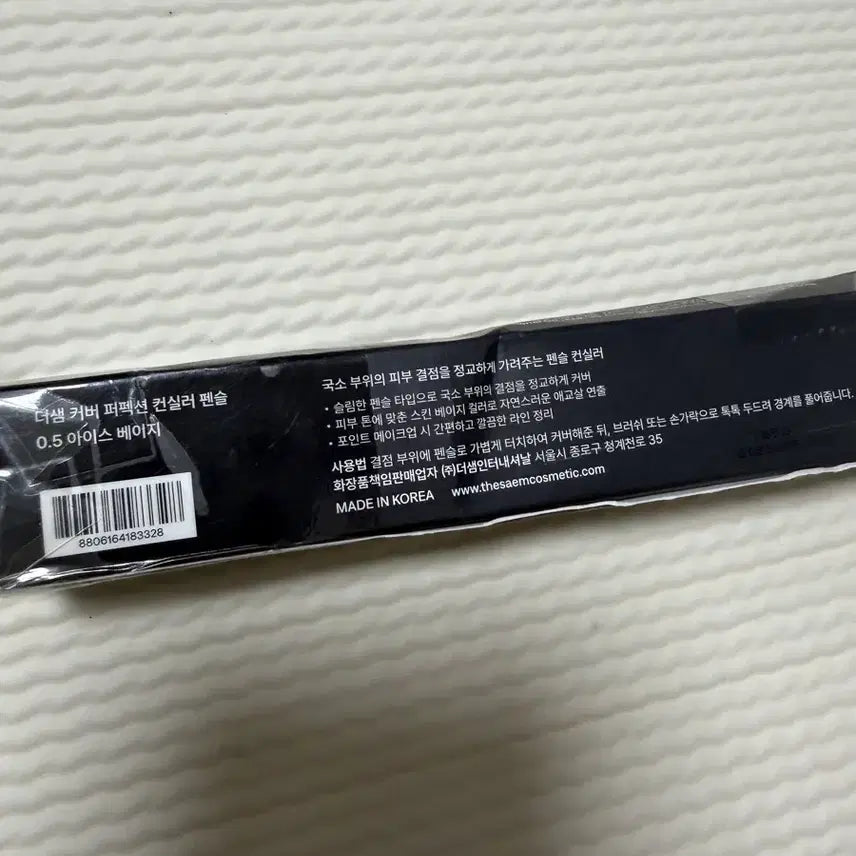 더샘 커버 퍼펙션 컨실러 펜슬
0.5 아이스 베이지
8806164183328
국소 부위의 피부 결점을 정교하게 가려주는 펜슬 컨실러
• 슬림한 펜슬 타입으로 국소 부위의 결점을 정교하게 커버
• 피부 톤에 맞춘 스킨 베이지 컬러로 자연스러운 애교살 연출
• 포인트 메이크업 시 간편하고 깔끔한 라인 정리
사용법 결점 부위에 펜슬로 가볍게 터치하여 커버해준 뒤, 브러쉬 또는 손가락으로 톡톡 두드려 경계를 풀어줍니다.
화장품책임판매업자 (주)더샘인터내셔날 서울시 종로구 청계천로 35
MADE IN KOREA www.thesaemcosmetic.com